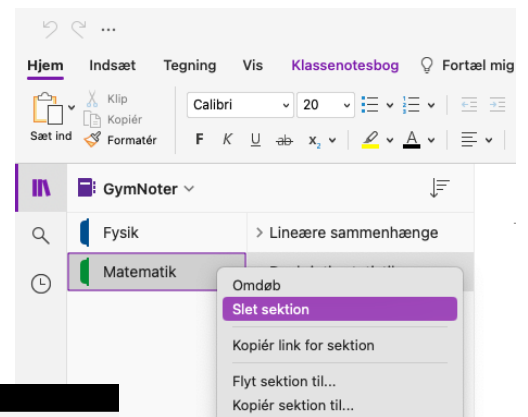 Hjem Indsæt Tegning Vis Klassenotesbog Fortæl mig
Sæt ind
Klip
Kopiér
Formatér
Calibri 20
F K U ab x₂ A
GymNoter
Fysik
Matematik
Lineære sammenhænge
Omdøb
Slet sektion
Kopiér link for sektion
Flyt sektion til...
Kopiér sektion til...